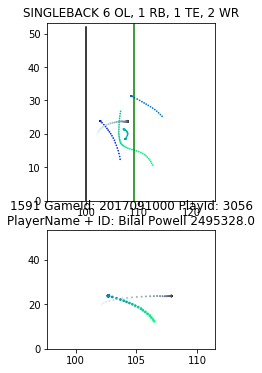 SINGLEBACK 6 OL, 1 RB, 1 TE, 2 WR
50
40
30
20
10
0
100 110 120
1591 GameId: 2017091000 PlayId: 3056
PlayerName + ID: Bilal Powell 2495328.0
40
20
0
100 105 110